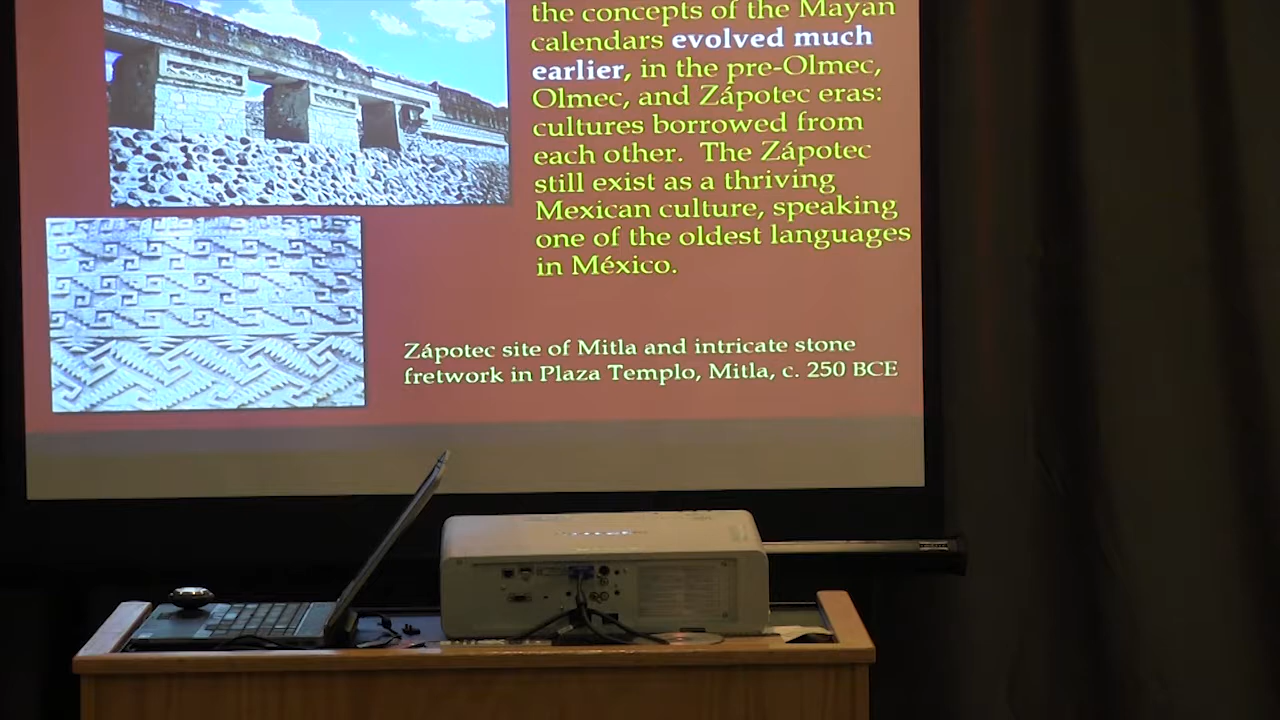 the concepts of the Mayan
calendars evolved much
earlier, in the pre-Olmec,
Olmec, and Zápotec eras:
cultures borrowed from
each other. The Zápotec
still exist as a thriving
Mexican culture, speaking
one of the oldest languages
in México.
Zápotec site of Mitla and intricate stone
fretwork in Plaza Templo, Mitla, c. 250 BCE